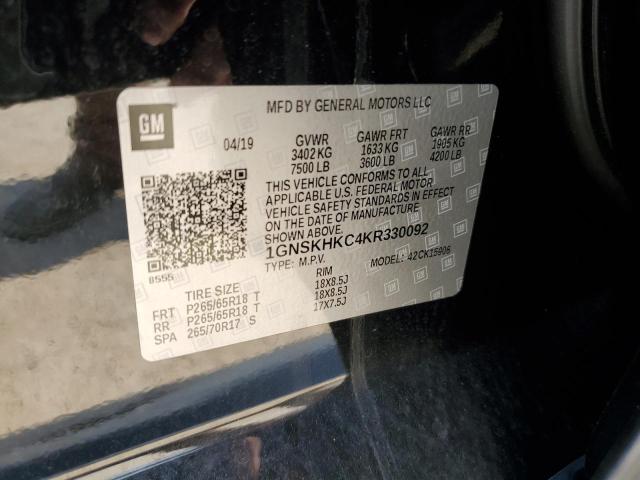 GM
MFD BY GENERAL MOTORS LLC
04/19 GVWR GAWR FRT GAWR RR
3402 KG 1633 KG 1905 KG
7500 LB 3600 LB 4200 LB
THIS VEHICLE CONFORMS TO ALL
APPLICABLE U.S. FEDERAL MOTOR
VEHICLE SAFETY STANDARDS IN EFFECT
ON THE DATE OF MANUFACTURE
SHOWN ABOVE.
1GNSKHKC4KR330092
8555 TYPE: M.P.V. MODEL: 42CK15906
TIRE SIZE RIM
FRT P265/65R18 T 18X8.5J
RR P265/65R18 T 18X8.5J
SPA 265/70R17 S 17X7.5J